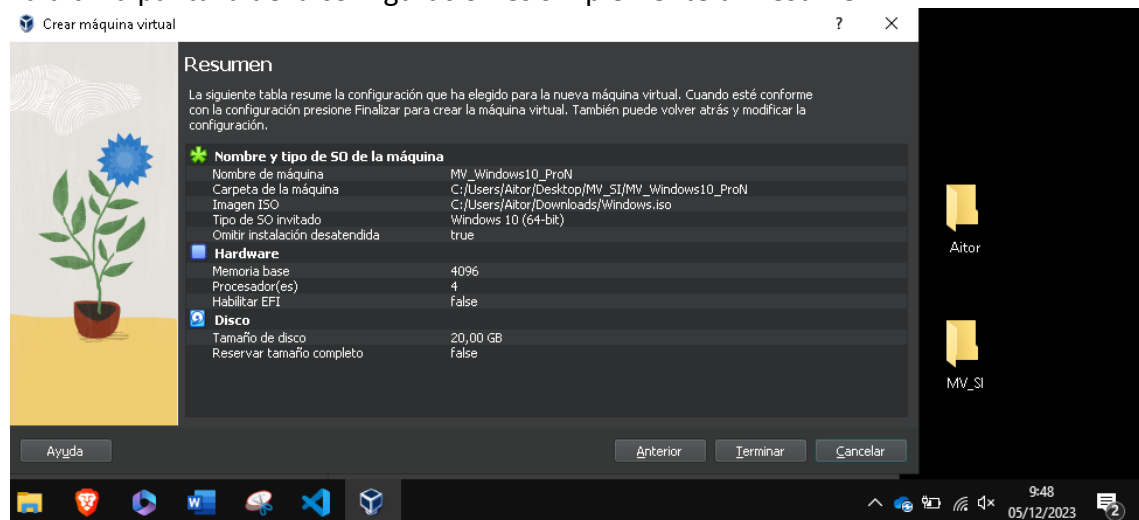 Crear máquina virtual
Resumen
La siguiente tabla resume la configuración que ha elegido para la nueva máquina virtual. Cuando esté conforme
con la configuración presione Finalizar para crear la máquina virtual. También puede volver atrás y modificar la
configuración.
Nombre y tipo de SO de la máquina
Nombre de máquina MV_Windows10_ProN
Carpeta de la máquina C:/Users/Aitor/Desktop/MV_SI/MV_Windows10_ProN
Imagen ISO C:/Users/Aitor/Downloads/Windows.iso
Tipo de SO invitado Windows 10 (64-bit)
Omitir instalación desatendida true
Hardware
Memoria base 4096
Procesador(es) 4
Habilitar EFI false
Disco
Tamaño de disco 20,00 GB
Reservar tamaño completo false
Aitor
MV_SI
Ayuda Anterior Terminar Cancelar
9:48
05/12/2023
2